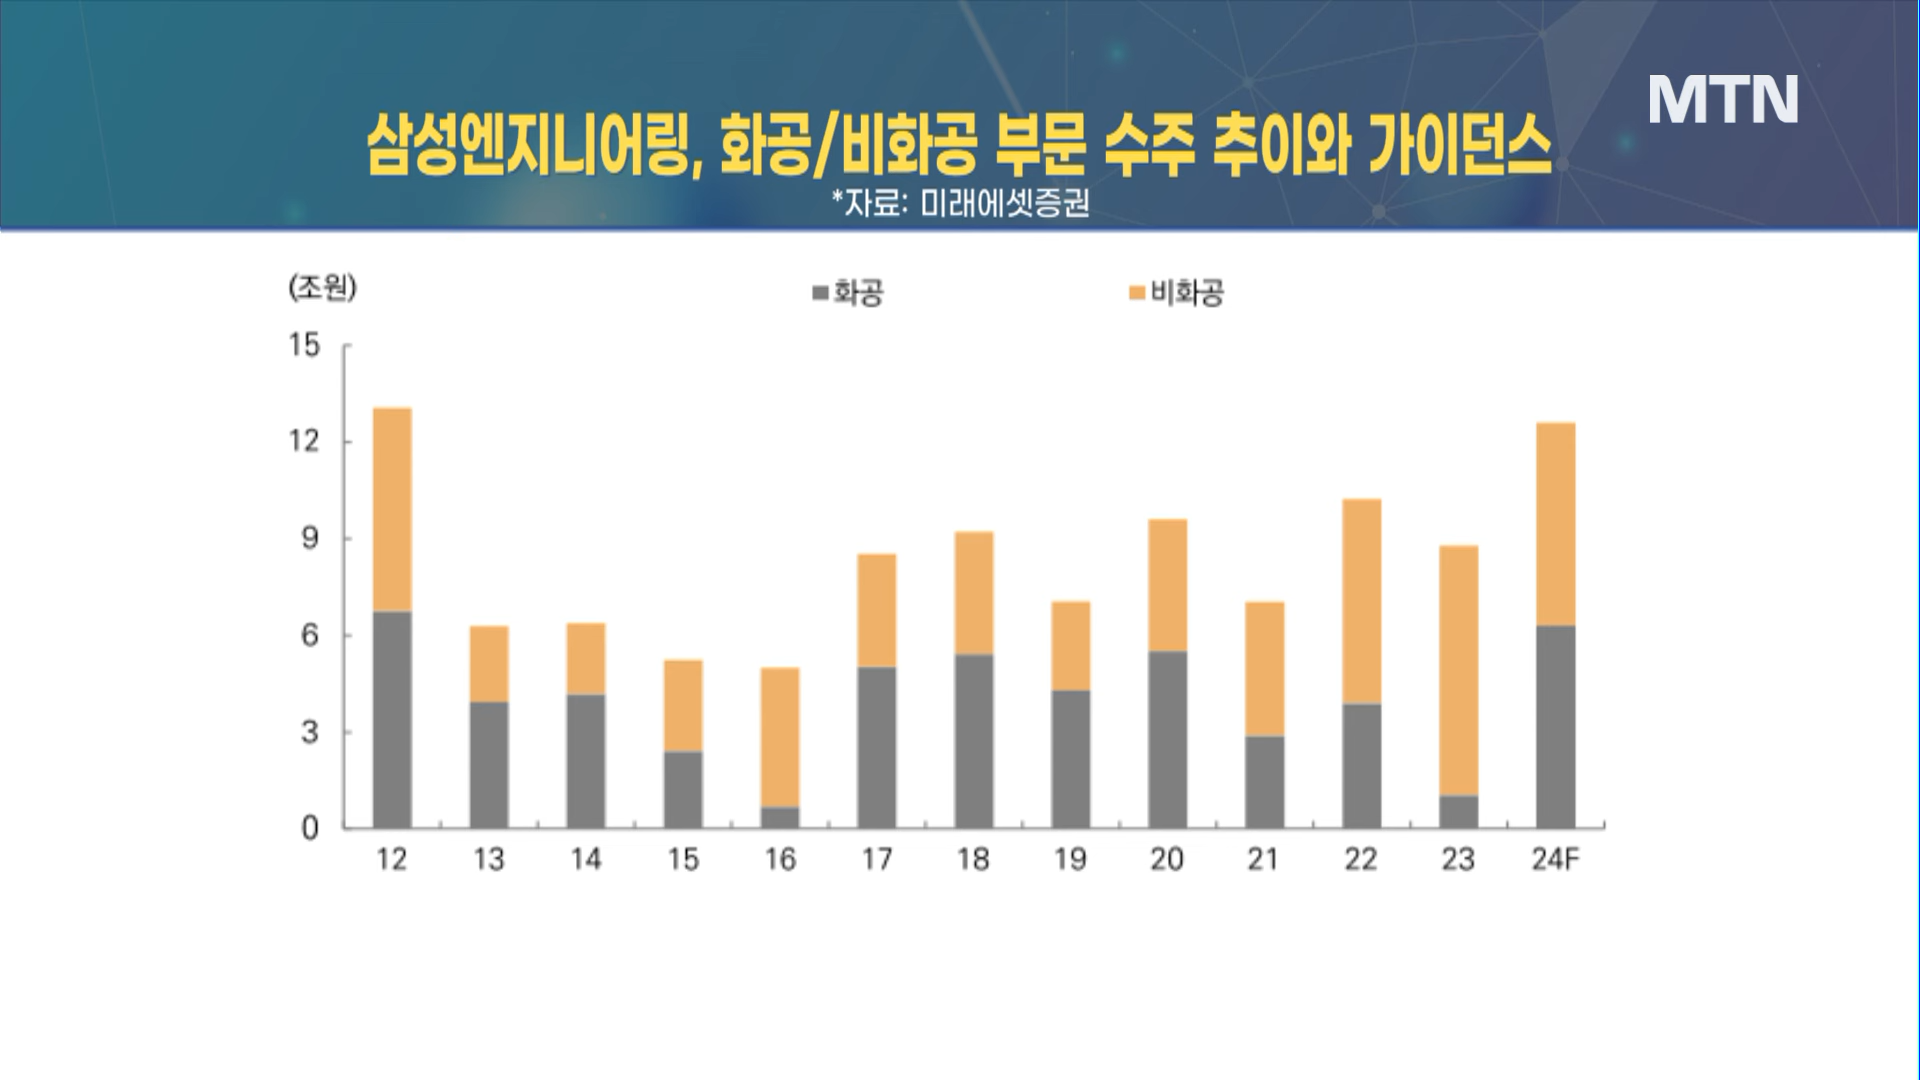 MTN
삼성엔지니어링, 화공/비화공 부문 수주 추이와 가이던스
*자료: 미래에셋증권
(조원)
화공 비화공
15
12
9
6
3
0
12 13 14 15 16 17 18 19 20 21 22 23 24F